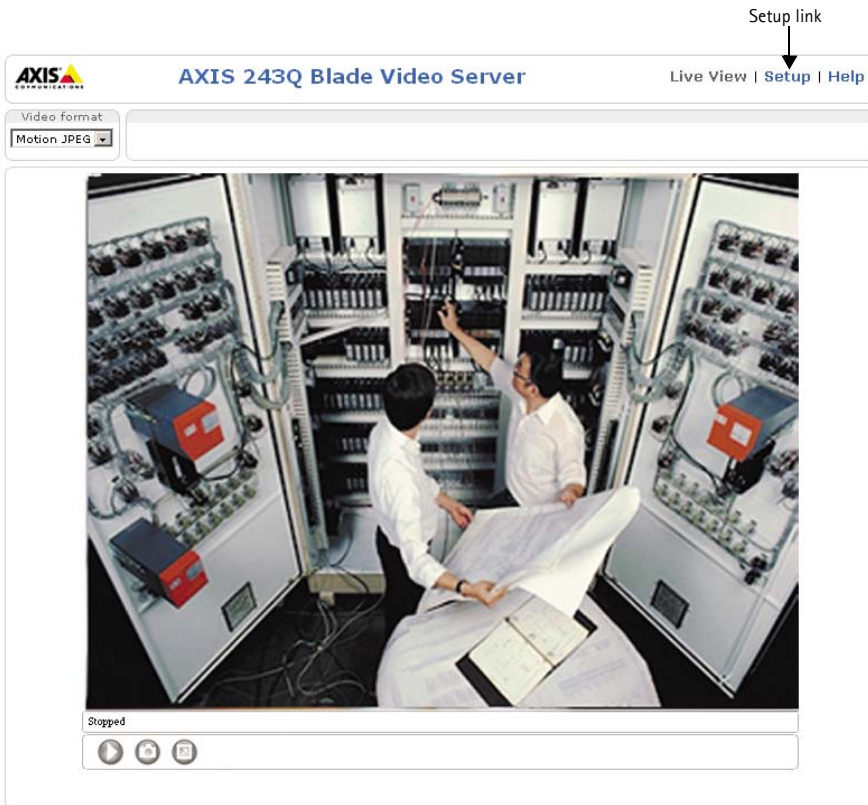 Setup link
AXIS
COMMUNICATIONS
AXIS 243Q Blade Video Server
Live View | Setup | Help
Video format
Motion JPEG
Stopped